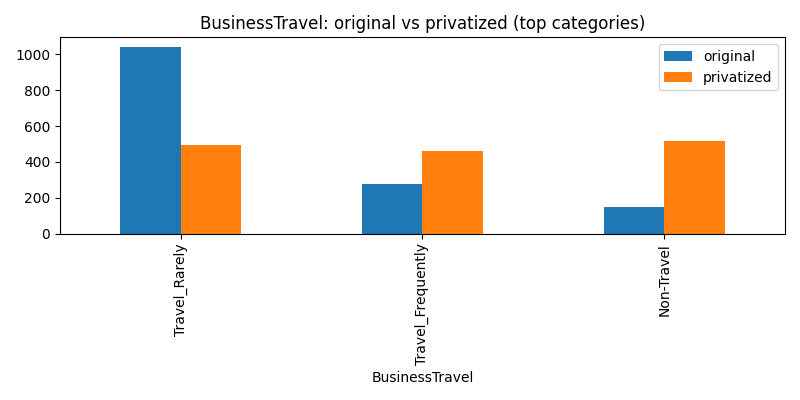 BusinessTravel: original vs privatized (top categories)
original
privatized
1000
800
600
400
200
0
Travel_Rarely
Travel_Frequently
Non-Travel
BusinessTravel